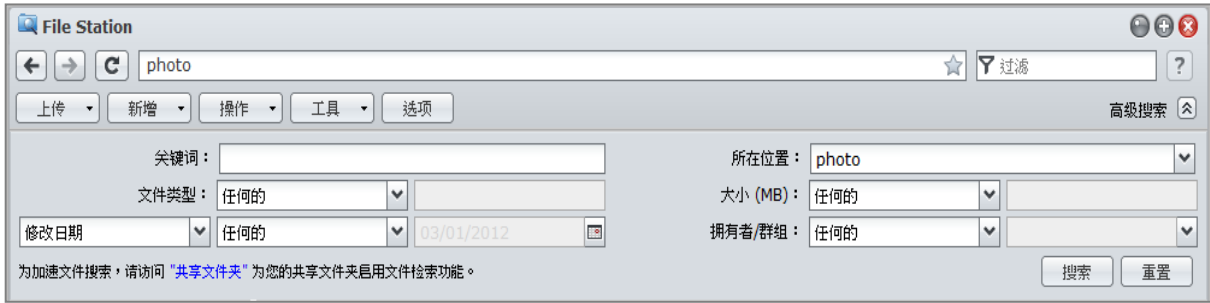 File Station
photo 过滤 ?
上传 新增 操作 工具 选项 高级搜索
关键词： 所在位置： photo
文件类型： 任何的 大小 (MB)： 任何的
修改日期 任何的 03/01/2012 拥有者/群组： 任何的
为加速文件搜索，请访问 "共享文件夹" 为您的共享文件夹启用文件检索功能。 搜索 重置